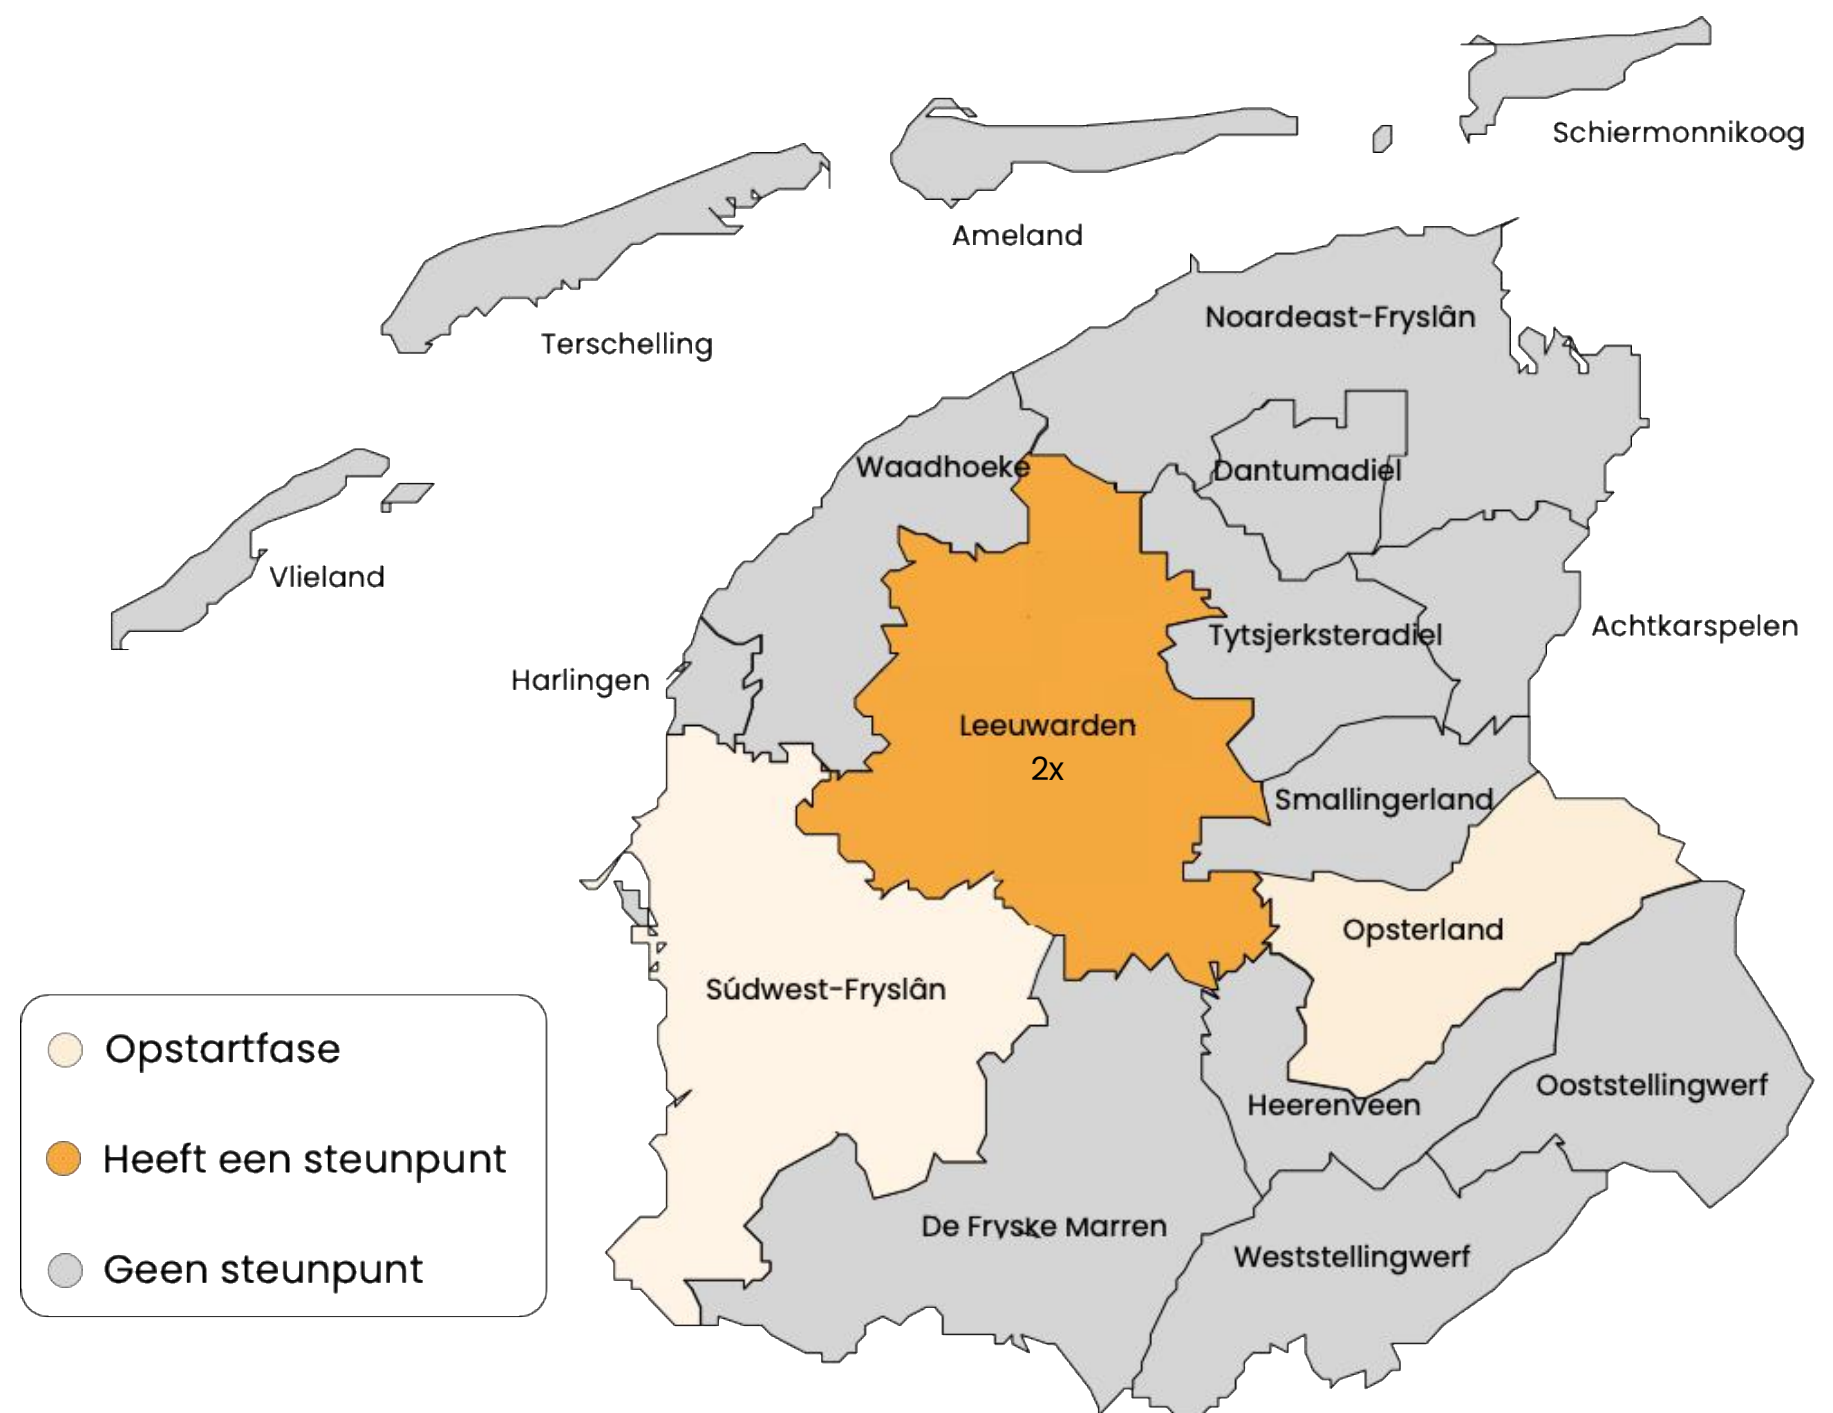 Schiermonnikoog
Ameland
Terschelling
Noardeast-Fryslân
Waadhoeke
Dantumadiel
Vlieland
Achtkarspelen
Tytsjerksteradiel
Harlingen
Leeuwarden
2x
Smallingerland
Opsterland
Súdwest-Fryslân
Opstartfase
Ooststellingwerf
Heerenveen
Heeft een steunpunt
De Fryske Marren
Weststellingwerf
Geen steunpunt